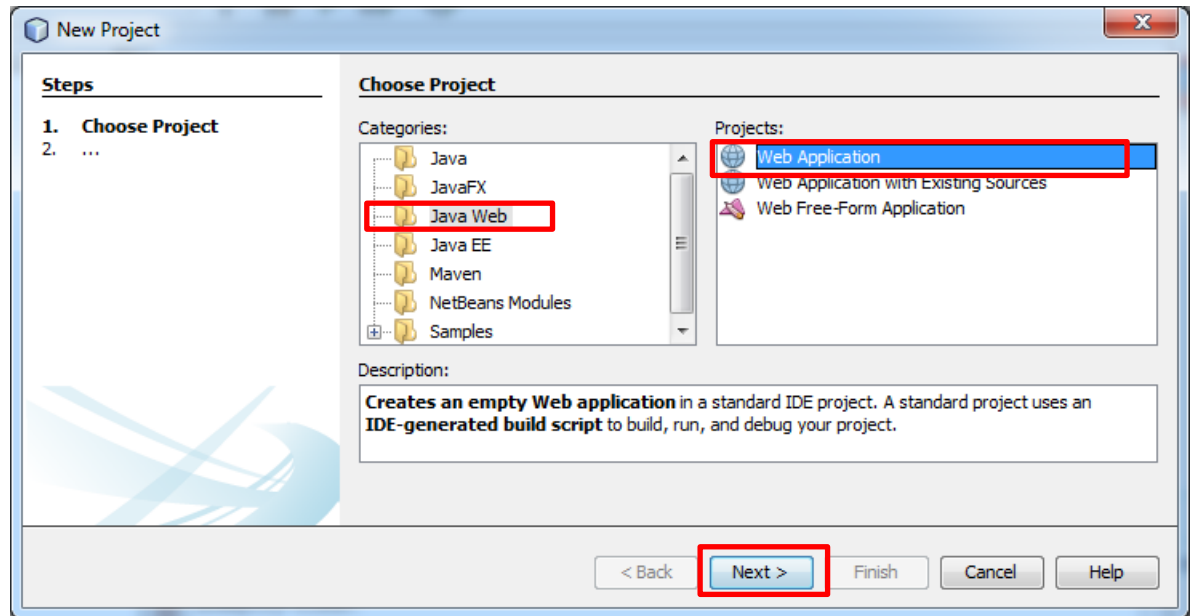 New Project
Steps
1. Choose Project
2. ...
Choose Project
Categories:
Java
JavaFX
Java Web
Java EE
Maven
NetBeans Modules
Samples
Projects:
Web Application
Web Application with Existing Sources
Web Free-Form Application
Description:
Creates an empty Web application in a standard IDE project. A standard project uses an
IDE-generated build script to build, run, and debug your project.
< Back Next > Finish Cancel Help